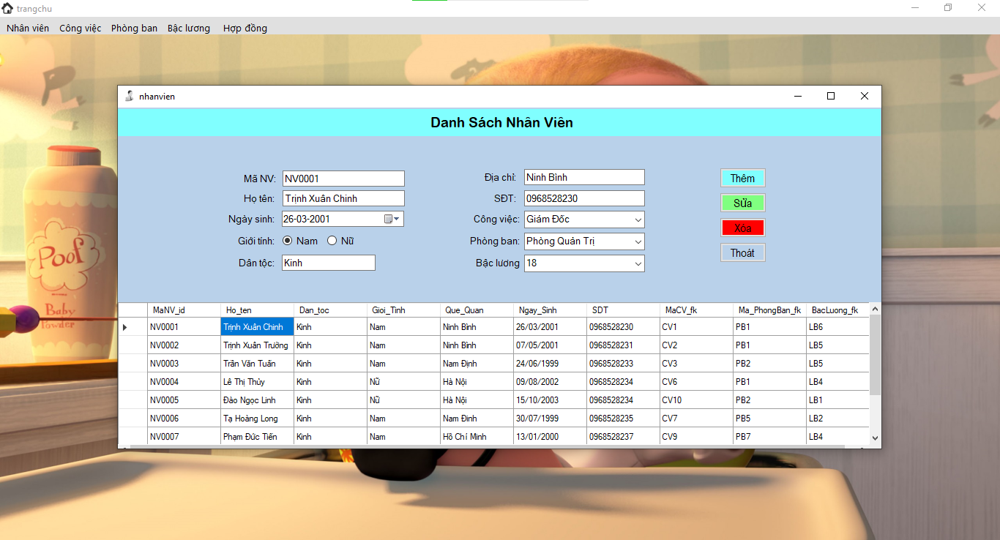 trangchu
Nhân viên Công việc Phòng ban Bậc lương Hợp đồng
nhanvien
Danh Sách Nhân Viên
Mã NV: NV0001
Họ tên: Trịnh Xuân Chinh
Ngày sinh: 26-03-2001
Giới tính: Nam Nữ
Dân tộc: Kinh
Địa chỉ: Ninh Bình
SĐT: 0968528230
Công việc: Giám Đốc
Phòng ban: Phòng Quản Trị
Bậc lương 18
Thêm
Sửa
Xóa
Thoát
MaNV_id Ho_ten Dan_toc Gioi_Tinh Que_Quan Ngay_Sinh SDT MaCV_fk Ma_PhongBan_fk BacLuong_fk
NV0001 Trịnh Xuân Chinh Kinh Nam Ninh Bình 26/03/2001 0968528230 CV1 PB1 LB6
NV0002 Trịnh Xuân Trường Kinh Nam Ninh Bình 07/05/2001 0968528231 CV2 PB1 LB5
NV0003 Trần Văn Tuấn Kinh Nam Nam Định 24/06/1999 0968528233 CV3 PB2 LB5
NV0004 Lê Thị Thủy Kinh Nữ Hà Nội 09/08/2002 0968528234 CV6 PB1 LB4
NV0005 Đào Ngọc Linh Kinh Nữ Hà Nội 15/10/2003 0968528234 CV10 PB2 LB1
NV0006 Tạ Hoàng Long Kinh Nam Nam Đinh 30/07/1999 0968528235 CV7 PB5 LB2
NV0007 Phạm Đức Tiến Kinh Nam Hồ Chí Minh 13/01/2000 0968528237 CV9 PB7 LB4
Poof
Baby
Powder